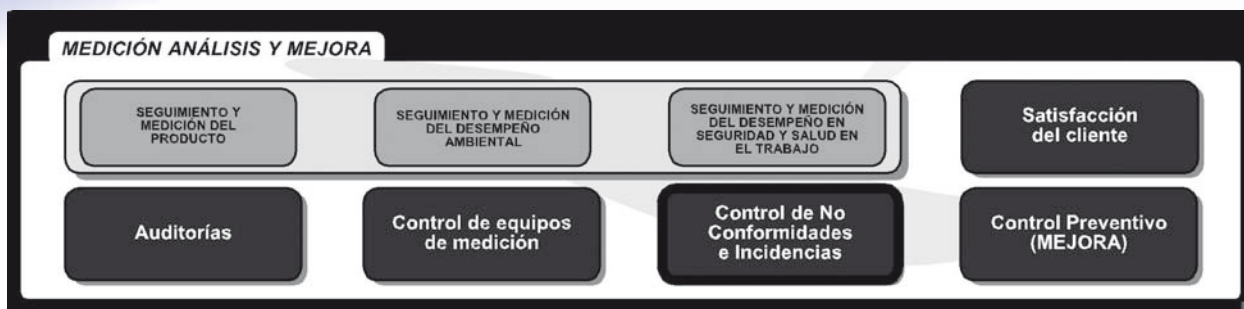 MEDICIÓN ANÁLISIS Y MEJORA
SEGUIMIENTO Y
MEDICIÓN DEL
PRODUCTO
SEGUIMIENTO Y MEDICIÓN
DEL DESEMPEÑO
AMBIENTAL
SEGUIMIENTO Y MEDICIÓN
DEL DESEMPEÑO EN
SEGURIDAD Y SALUD EN
EL TRABAJO
Satisfacción
del cliente
Auditorías
Control de equipos
de medición
Control de No
Conformidades
e Incidencias
Control Preventivo
(MEJORA)